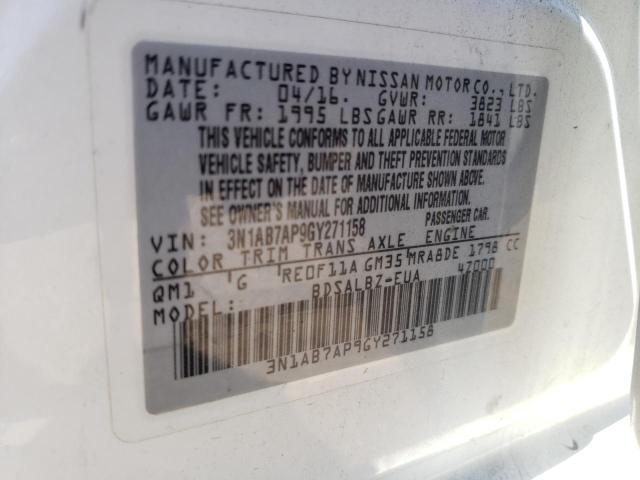 MANUFACTURED BY NISSAN MOTOR CO., LTD.
DATE: 04/16. GVWR: 3823 LBS
GAWR FR: 1995 LBS GAWR RR: 1841 LBS
THIS VEHICLE CONFORMS TO ALL APPLICABLE FEDERAL MOTOR
VEHICLE SAFETY, BUMPER AND THEFT PREVENTION STANDARDS
IN EFFECT ON THE DATE OF MANUFACTURE SHOWN ABOVE.
SEE OWNER'S MANUAL FOR ADDITIONAL INFORMATION.
VIN: 3N1AB7AP9GY271158 PASSENGER CAR.
COLOR TRIM TRANS AXLE ENGINE
QM1 G RE0F11A GM35 MRA8DE 1798 CC
MODEL: BDSALBZ-EUA 4Z000
3N1AB7AP9GY271158